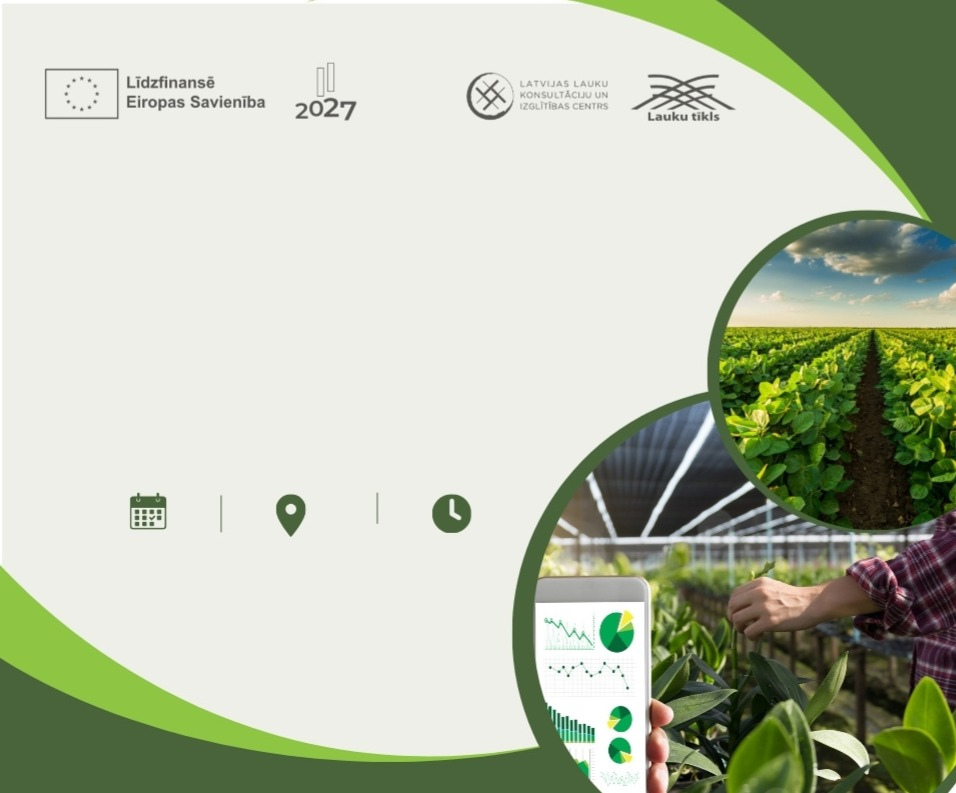 Līdzfinansē
Eiropas Savienība
2027
LATVIJAS LAUKU
KONSULTĀCIJU UN
IZGLĪTĪBAS CENTRS
Lauku tīkls